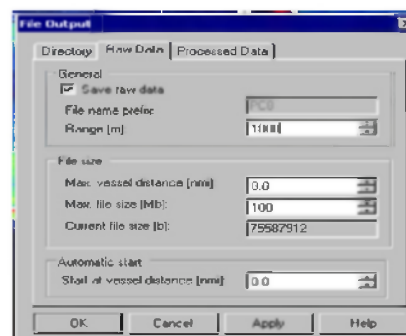 File Output
Directory Raw Data Processed Data
General
Save raw data
File name prefix
Range [m] 1000
File size
Max. vessel distance [nmi] 0.0
Max. file size [Mb]: 100
Current file size [b]: 75587912
Automatic start
Start at vessel distance [nmi]: 0.0
OK Cancel Apply Help